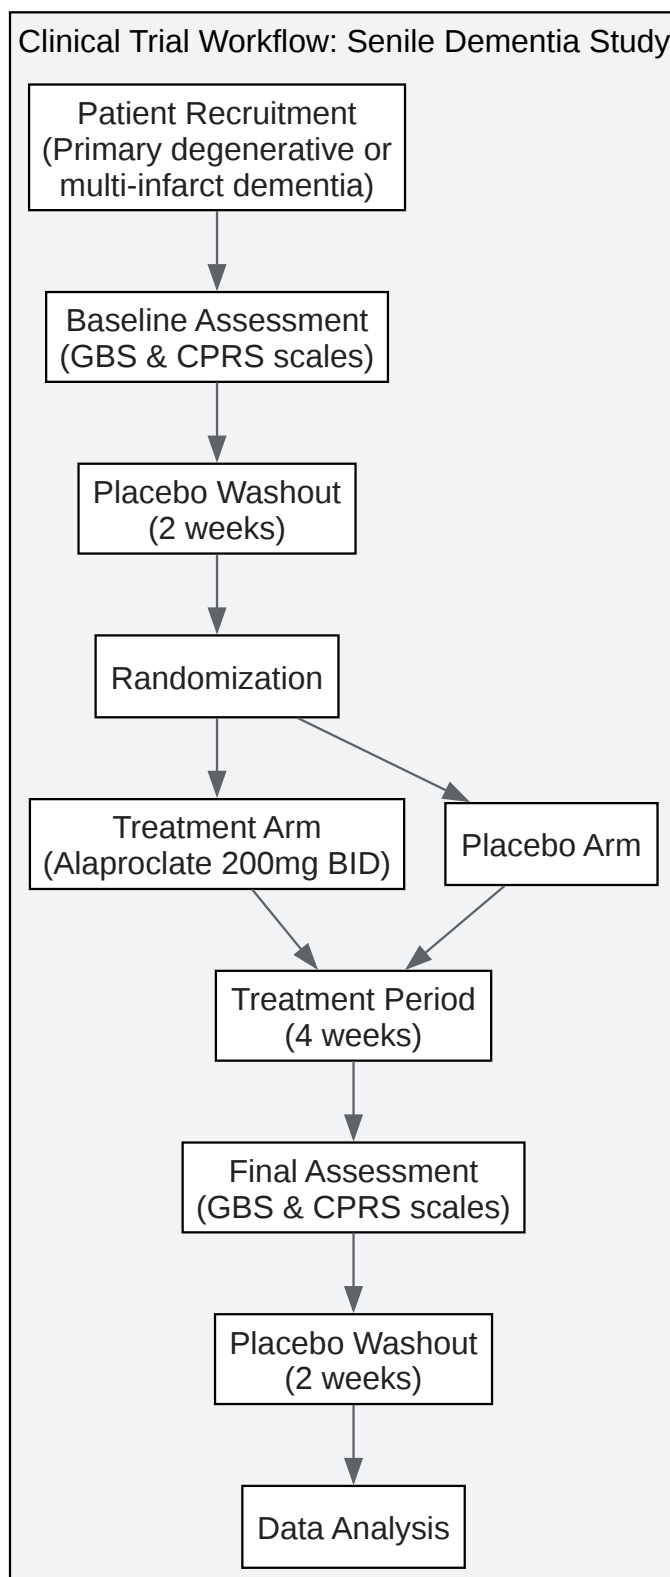 Clinical Trial Workflow: Senile Dementia Study
Patient Recruitment
(Primary degenerative or
multi-infarct dementia)
Baseline Assessment
(GBS & CPRS scales)
Placebo Washout
(2 weeks)
Randomization
Treatment Arm
(Alaproclate 200mg BID)
Placebo Arm
Treatment Period
(4 weeks)
Final Assessment
(GBS & CPRS scales)
Placebo Washout
(2 weeks)
Data Analysis